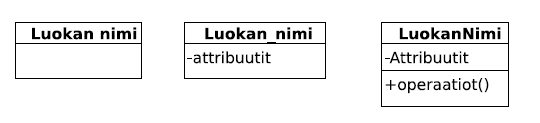 Luokan nimi
Luokan_nimi
-attribuutit
LuokanNimi
-Attribuutit
+operaatiot()